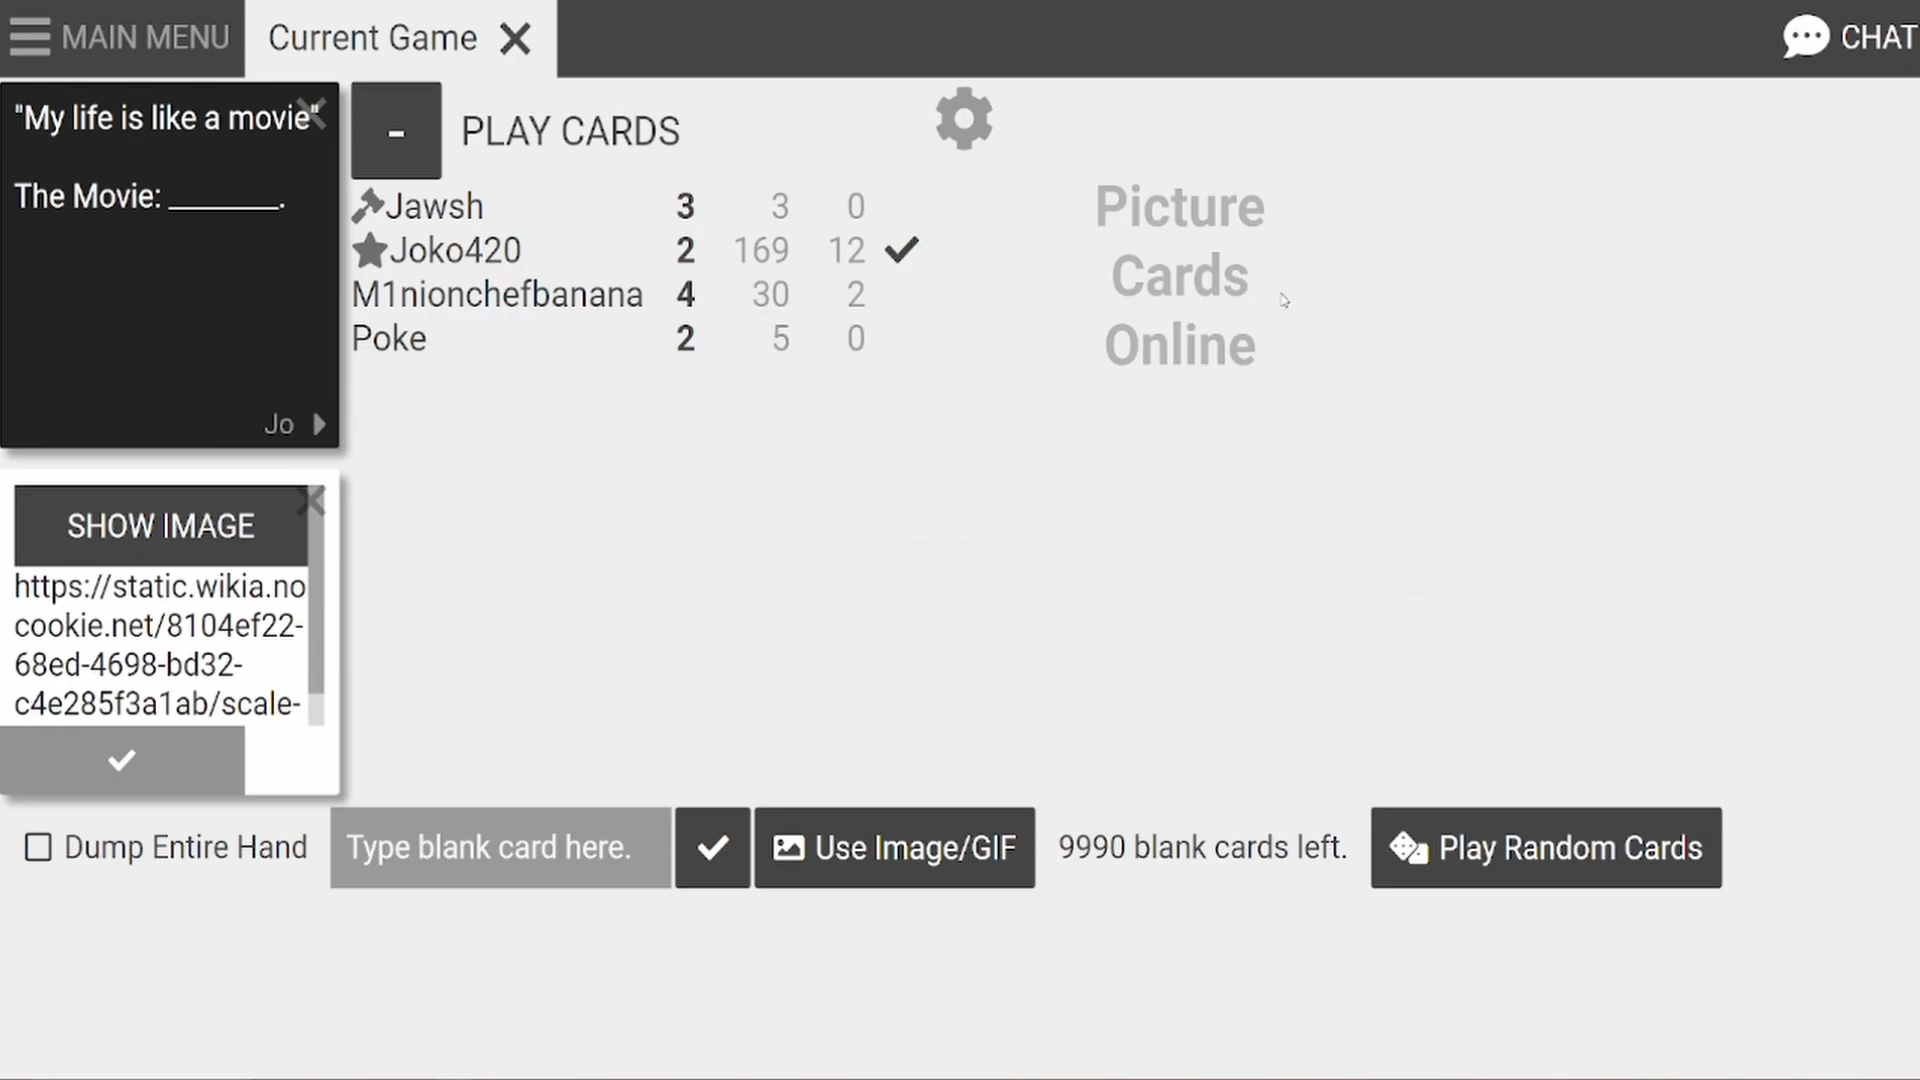 MAIN MENU
Current Game
CHAT
"My life is like a movie"
The Movie: ________.
Jo
-
PLAY CARDS
Jawsh 3 3 0
Joko420 2 169 12
M1nionchefbanana 4 30 2
Poke 2 5 0
Picture
Cards
Online
SHOW IMAGE
https://static.wikia.no
cookie.net/8104ef22-
68ed-4698-bd32-
c4e285f3a1ab/scale-
Dump Entire Hand
Type blank card here.
Use Image/GIF
9990 blank cards left.
Play Random Cards